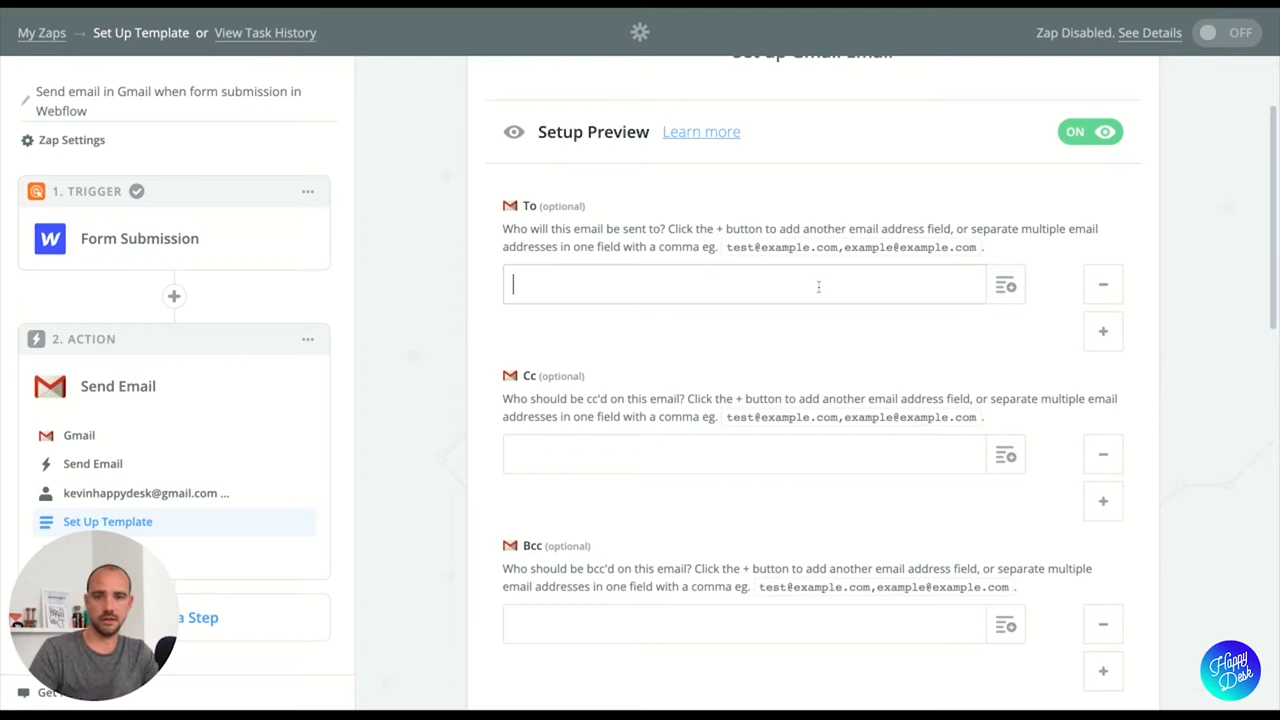 My Zaps → Set Up Template or View Task History
Zap Disabled. See Details OFF
Send email in Gmail when form submission in
Webflow
Zap Settings
1. TRIGGER
Form Submission
2. ACTION
Send Email
Gmail
Send Email
kevinhappydesk@gmail.com ...
Set Up Template
a Step
Get
Set up Gmail Email
Setup Preview Learn more
ON
To (optional)
Who will this email be sent to? Click the + button to add another email address field, or separate multiple email
addresses in one field with a comma eg. test@example.com,example@example.com .
Cc (optional)
Who should be cc'd on this email? Click the + button to add another email address field, or separate multiple email
addresses in one field with a comma eg. test@example.com,example@example.com .
Bcc (optional)
Who should be bcc'd on this email? Click the + button to add another email address field, or separate multiple
email addresses in one field with a comma eg. test@example.com,example@example.com .
Happy
Desk